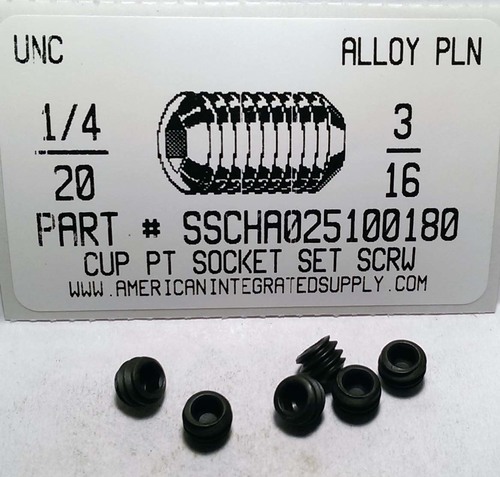 UNC
ALLOY PLN
1/4
20
3
16
PART # SSCHA025100180
CUP PT SOCKET SET SCRW
WWW.AMERICANINTEGRATEDSUPPLY.COM